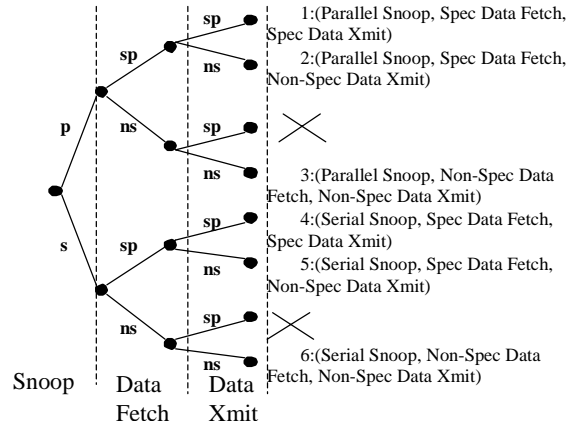 1:(Parallel Snoop, Spec Data Fetch,
Spec Data Xmit)
sp
sp
2:(Parallel Snoop, Spec Data Fetch,
Non-Spec Data Xmit)
ns
p
ns
sp
ns
3:(Parallel Snoop, Non-Spec Data
Fetch, Non-Spec Data Xmit)
4:(Serial Snoop, Spec Data Fetch,
Spec Data Xmit)
s
sp
sp
5:(Serial Snoop, Spec Data Fetch,
Non-Spec Data Xmit)
ns
ns
sp
ns
6:(Serial Snoop, Non-Spec Data
Fetch, Non-Spec Data Xmit)
Snoop
Data
Fetch
Data
Xmit